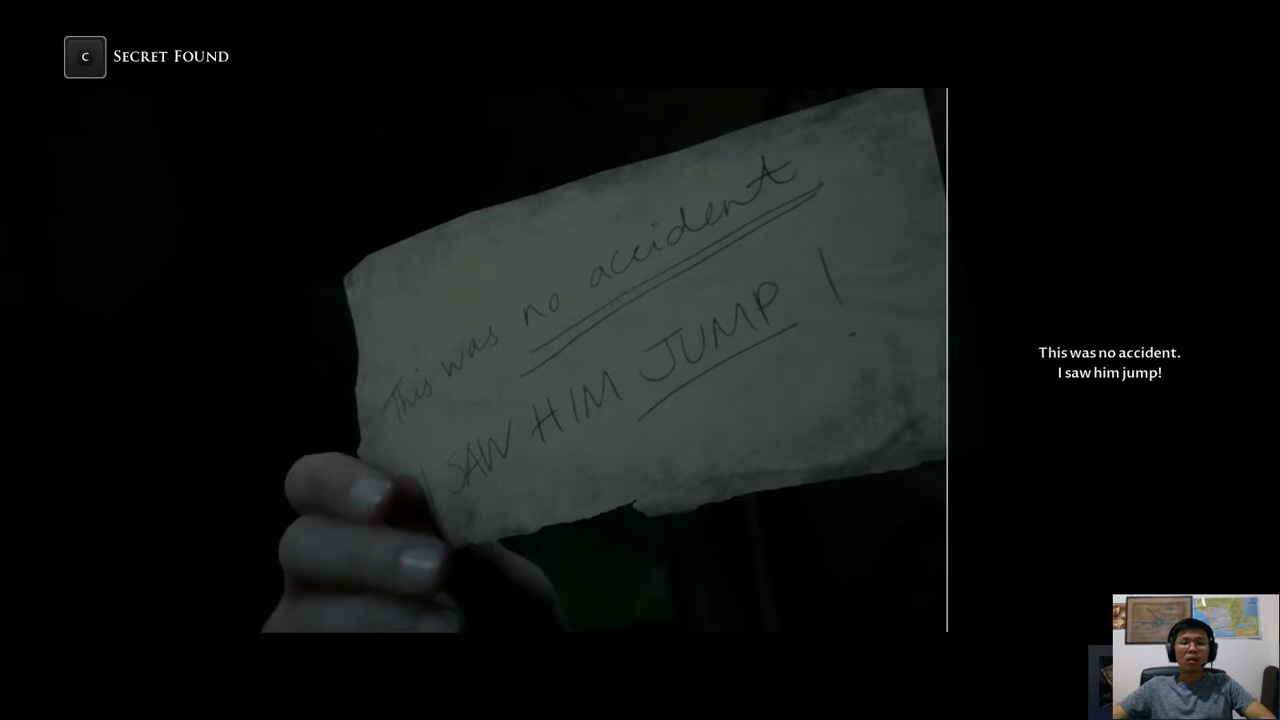 C SECRET FOUND
This was no accident
I SAW HIM JUMP !
This was no accident.
I saw him jump!